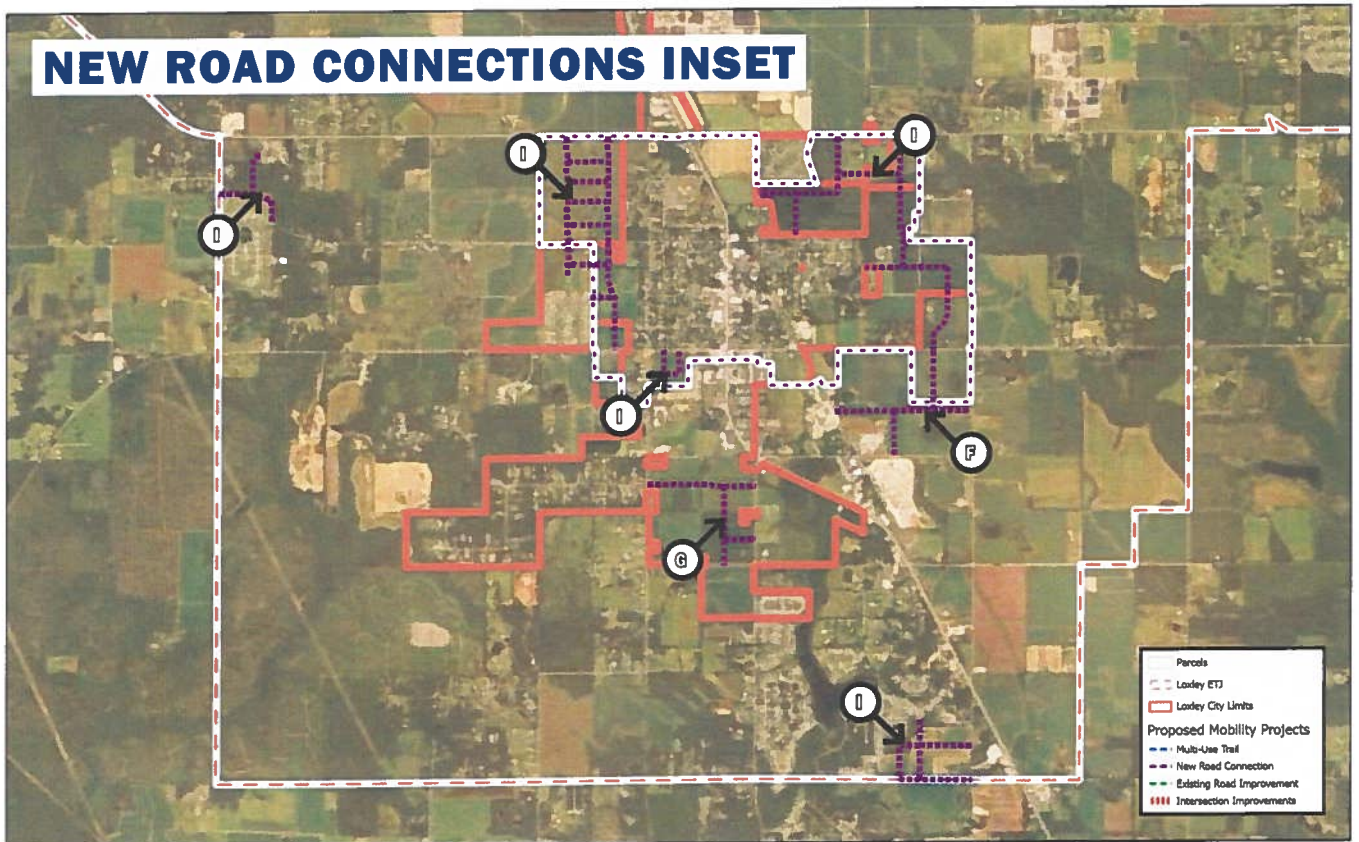 NEW ROAD CONNECTIONS INSET
I
I
I
I
F
G
I
Parcels
Loxley ETJ
Loxley City Limits
Proposed Mobility Projects
Multi-Use Trail
New Road Connection
Existing Road Improvement
Intersection Improvements